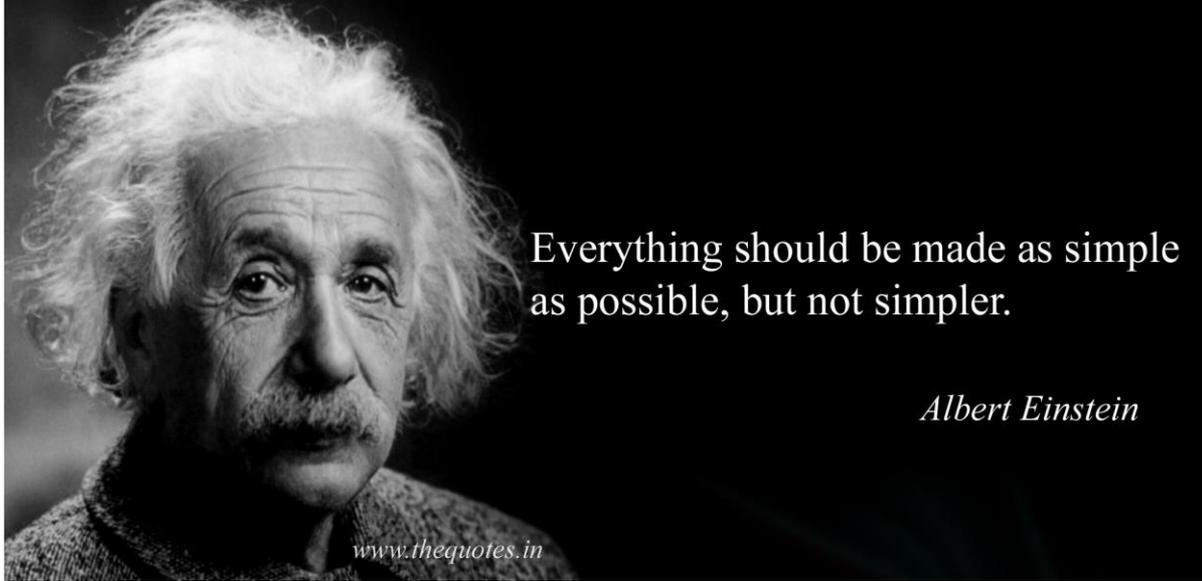 Everything should be made as simple
as possible, but not simpler.
Albert Einstein
www.thequotes.in